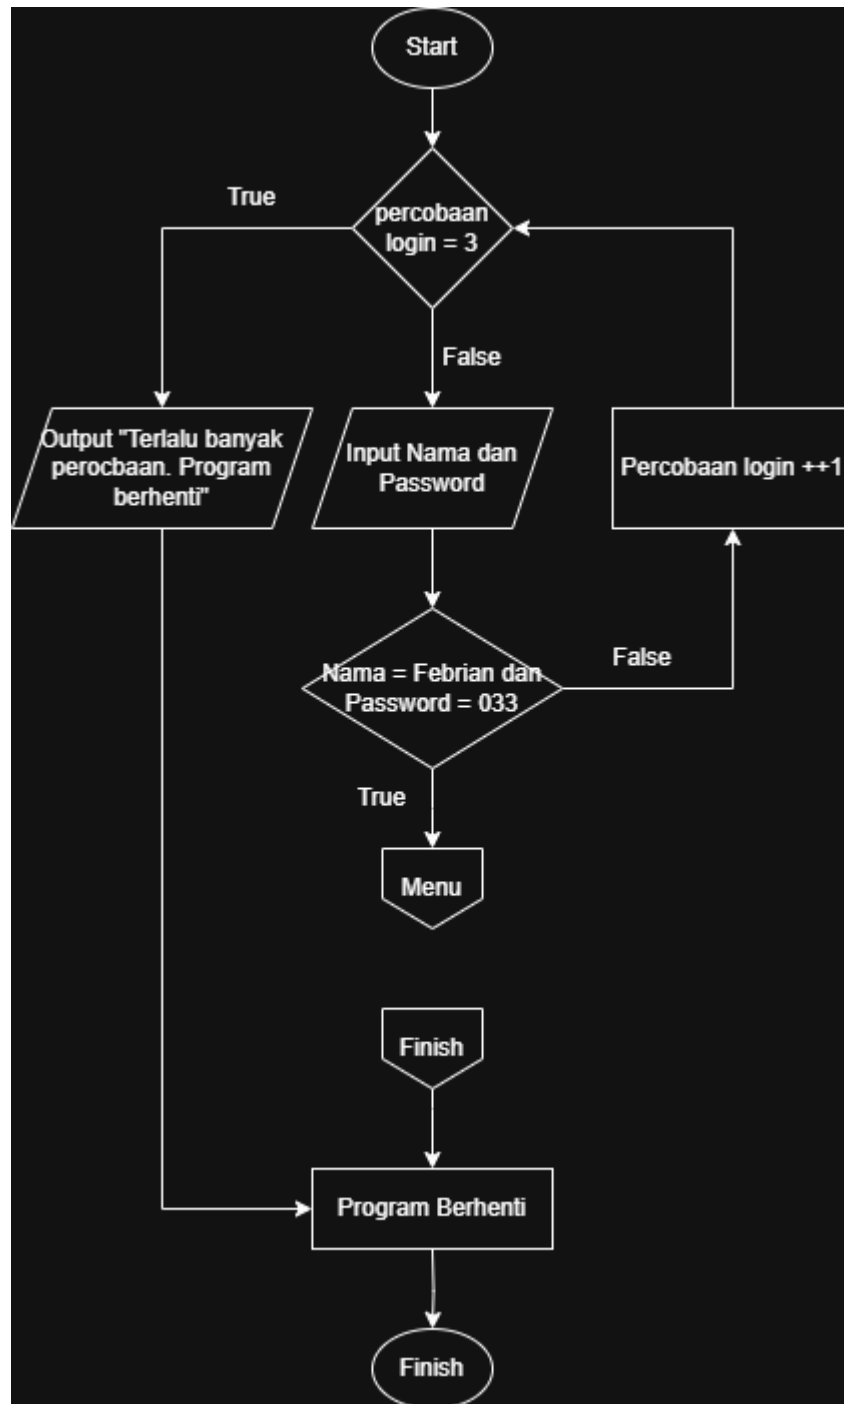 Start
True
percobaan
login = 3
False
Output "Terlalu banyak
perocbaan. Program
berhenti"
Input Nama dan
Password
Percobaan login ++1
Nama = Febrian dan
Password = 033
False
True
Menu
Finish
Program Berhenti
Finish